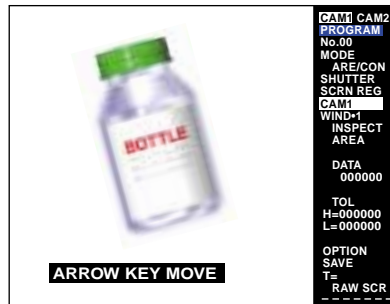 BOTTLE
ARROW KEY MOVE
CAM1 CAM2
PROGRAM
No.00
MODE
ARE/CON
SHUTTER
SCRN REG
CAM1
WIND•1
INSPECT
AREA
DATA
000000
TOL
H=000000
L=000000
OPTION
SAVE
T=
RAW SCR